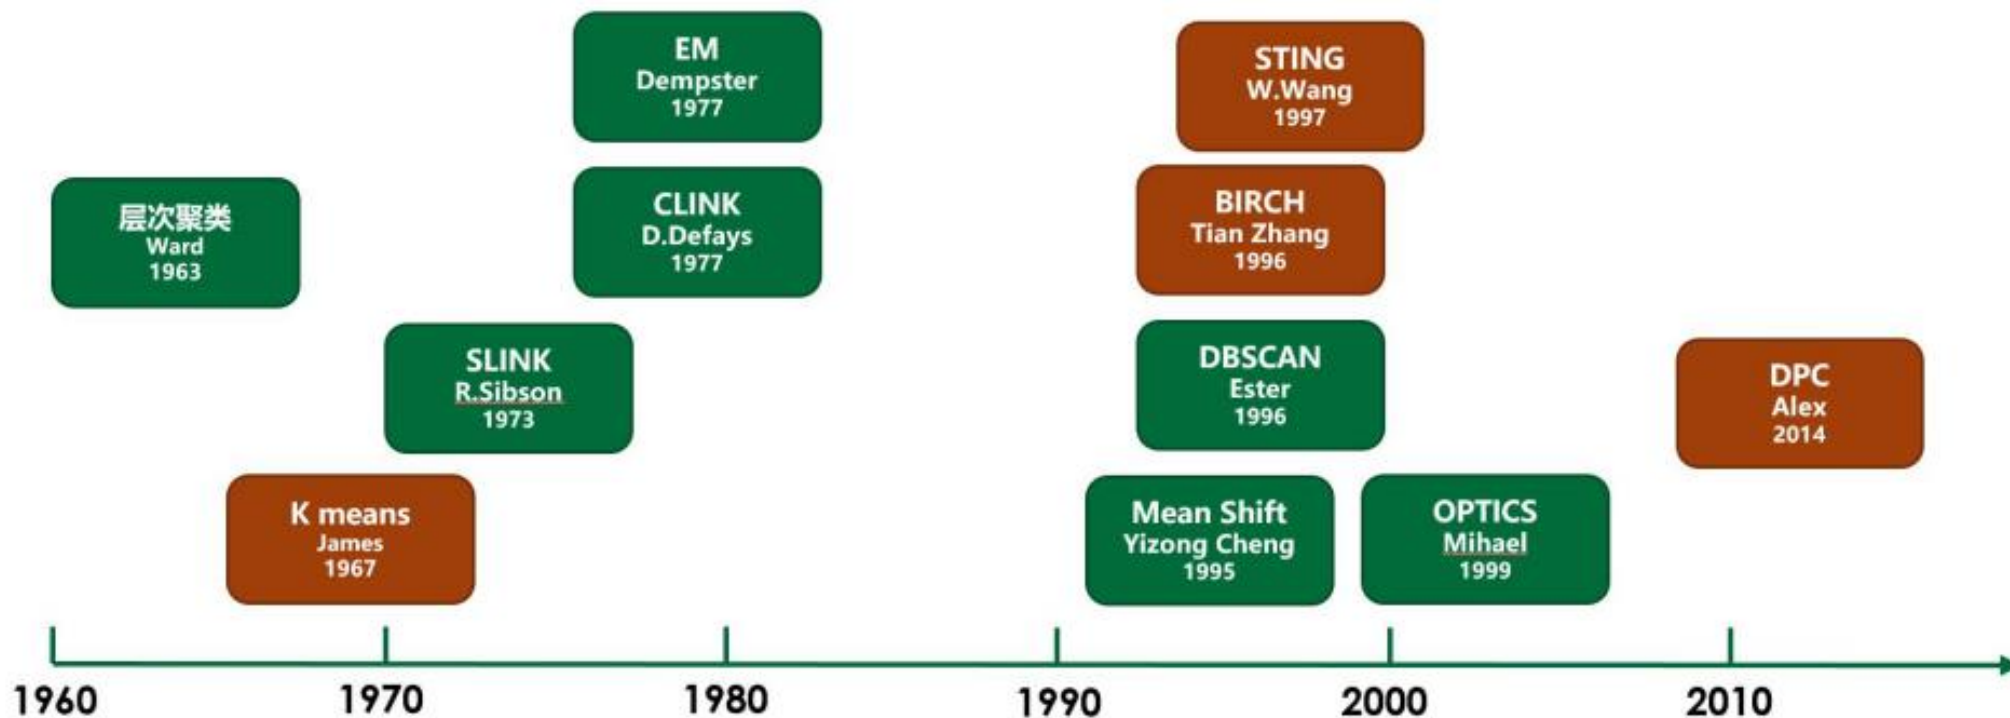 EM
Dempster
1977
STING
W.Wang
1997
层次聚类
Ward
1963
CLINK
D.Defays
1977
BIRCH
Tian Zhang
1996
SLINK
R.Sibson
1973
DBSCAN
Ester
1996
DPC
Alex
2014
K means
James
1967
Mean Shift
Yizong Cheng
1995
OPTICS
Mihael
1999
1960
1970
1980
1990
2000
2010